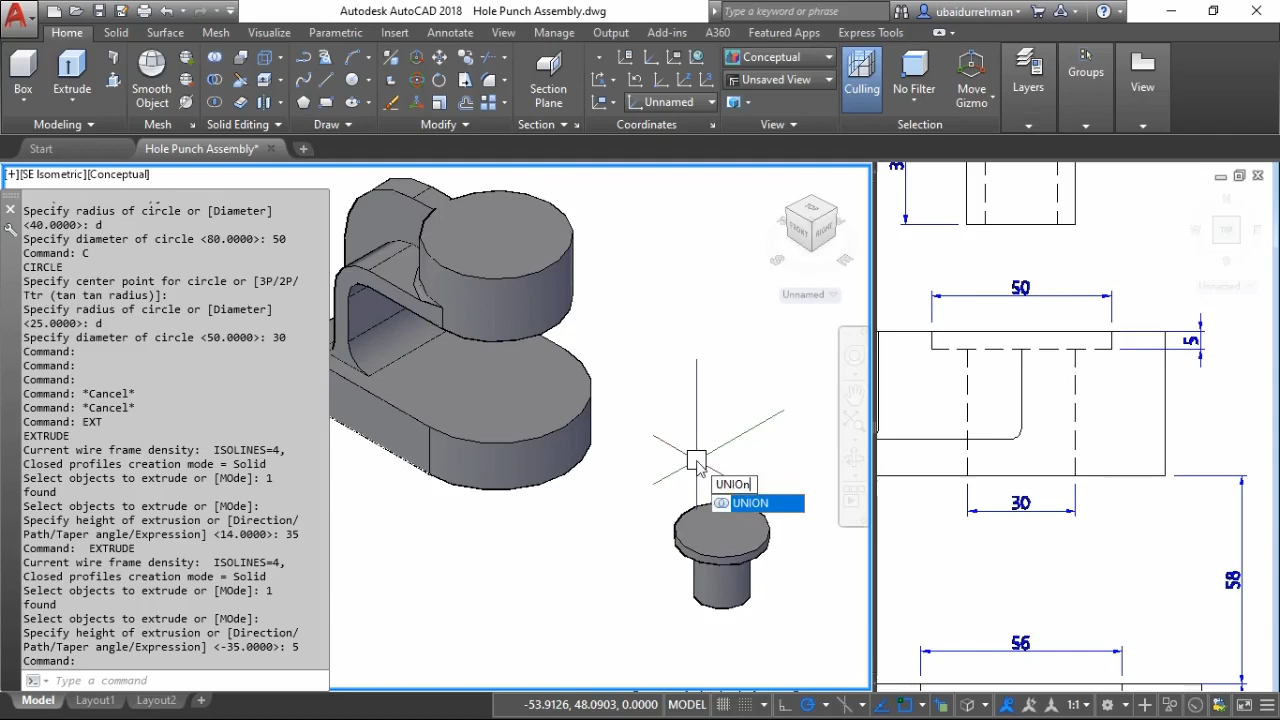 Autodesk AutoCAD 2018 Hole Punch Assembly.dwg
Type a keyword or phrase
ubaidurrehman
Home Solid Surface Mesh Visualize Parametric Insert Annotate View Manage Output Add-ins A360 Featured Apps Express Tools
Box
Extrude
Smooth
Object
Section
Plane
Conceptual
Unsaved View
Unnamed
Culling
No Filter
Move
Gizmo
Layers
Groups
View
Modeling
Mesh
Solid Editing
Draw
Modify
Section
Coordinates
View
Selection
Start
Hole Punch Assembly*
[+][SE Isometric][Conceptual]
Specify radius of circle or [Diameter]
<40.0000>: d
Specify diameter of circle <80.0000>: 50
Command: C
CIRCLE
Specify center point for circle or [3P/2P/
Ttr (tan tan radius)]:
Specify radius of circle or [Diameter]
<25.0000>: d
Specify diameter of circle <50.0000>: 30
Command:
Command:
Command:
Command: *Cancel*
Command: *Cancel*
Command: EXT
EXTRUDE
Current wire frame density:  ISOLINES=4,
Closed profiles creation mode = Solid
Select objects to extrude or [MOde]: 1
found
Select objects to extrude or [MOde]:
Specify height of extrusion or [Direction/
Path/Taper angle/Expression] <14.0000>: 35
Command:  EXTRUDE
Current wire frame density:  ISOLINES=4,
Closed profiles creation mode = Solid
Select objects to extrude or [MOde]: 1
found
Select objects to extrude or [MOde]:
Specify height of extrusion or [Direction/
Path/Taper angle/Expression] <-35.0000>: 5
Command:
Type a command
TOP
FRONT
RIGHT
Unnamed
UNIOn
UNION
TOP
Unnamed
50
5
30
58
56
Model Layout1 Layout2
-53.9126, 48.0903, 0.0000 MODEL
1:1